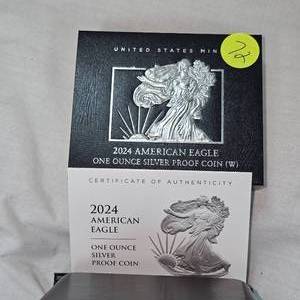 UNITED STATES MIN
2024 AMERICAN EAGLE
ONE OUNCE SILVER PROOF COIN (W)
CERTIFICATE OF AUTHENTICITY
2024
AMERICAN
EAGLE
ONE OUNCE
SILVER
PROOF COIN